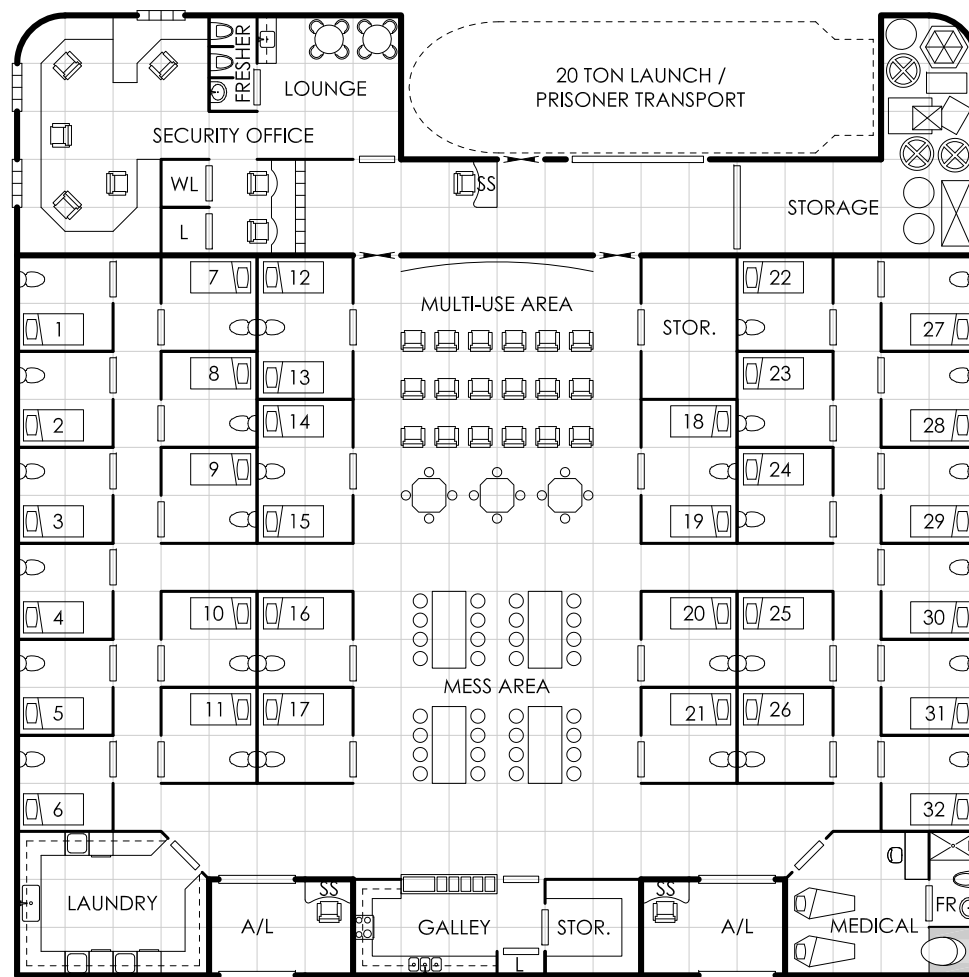 20 TON LAUNCH /
PRISONER TRANSPORT
FRESHER
LOUNGE
SECURITY OFFICE
WL
SS
L
STORAGE
7
12
22
MULTI-USE AREA
1
STOR.
27
8
13
23
2
14
18
28
9
24
3
15
19
29
4
10
16
20
25
30
MESS AREA
5
11
17
21
26
31
6
32
SS
SS
LAUNDRY
FR
A/L
GALLEY
STOR.
A/L
MEDICAL
L